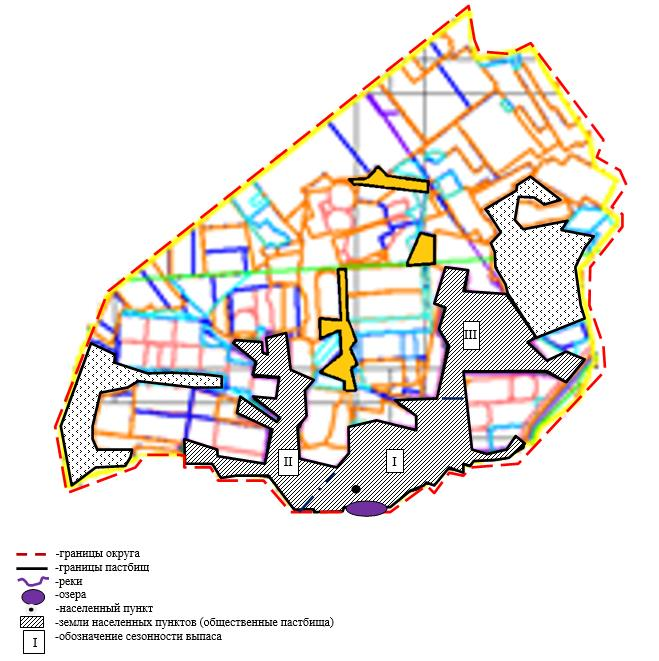 III
II
I
-границы округа
-границы пастбищ
-реки
-озера
-населенный пункт
-земли населенных пунктов (общественные пастбища)
I -обозначение сезонности выпаса